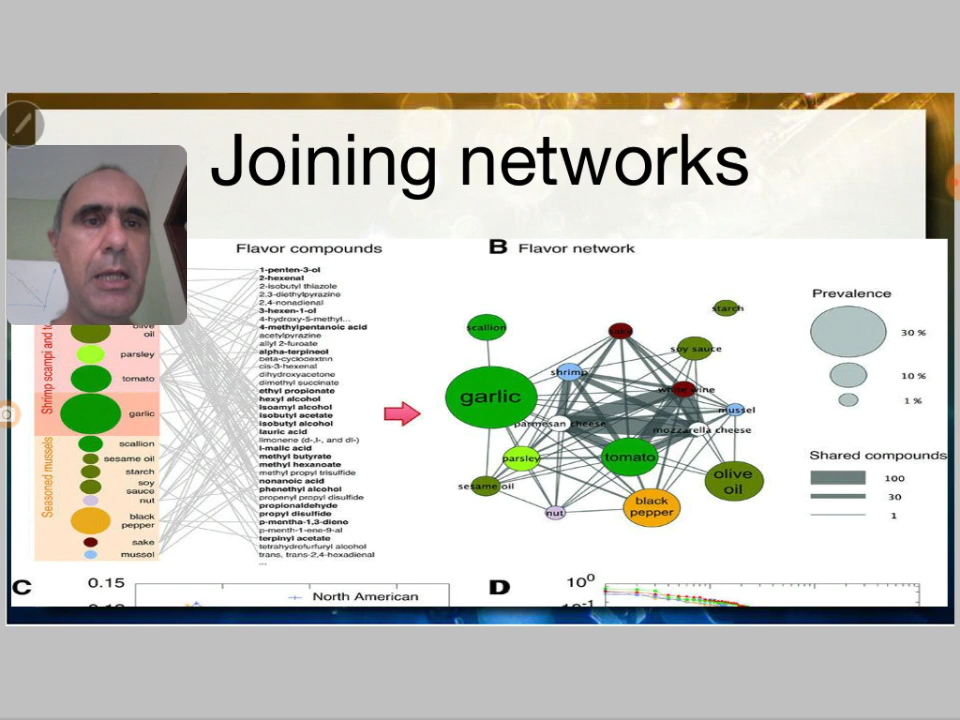 Joining networks
Flavor compounds
B Flavor network
1-penten-3-ol
2-hexenal
2-isobutyl thiazole
2,3-diethylpyrazine
2,4-nonadienal
3-hexen-1-ol
4-hydroxy-5-methyl...
4-methylpentanoic acid
acetylpyrazine
allyl 2-furoate
alpha-terpineol
beta-cyclodextrin
cis-3-hexenal
dihydroxyacetone
dimethyl succinate
ethyl propionate
hexyl alcohol
isoamyl alcohol
isobutyl acetate
isobutyl alcohol
lauric acid
limonene (d-,l-, and dl-)
l-malic acid
methyl butyrate
methyl hexanoate
methyl propyl trisulfide
nonanoic acid
phenethyl alcohol
propenyl propyl disulfide
propionaldehyde
propyl disulfide
p-mentha-1,3-diene
p-menth-1-ene-9-al
terpinyl acetate
tetrahydrofurfuryl alcohol
trans, trans-2,4-hexadienal
...
Shrimp scampi and
olive
oil
parsley
tomato
garlic
Seasoned mussels
scallion
sesame oil
starch
soy
sauce
nut
black
pepper
sake
mussel
scallion
starch
sake
soy sauce
shrimp
garlic
white wine
mussel
parmesan cheese
mozzarella cheese
parsley
tomato
sesame oil
olive
oil
nut
black
pepper
Prevalence
30 %
10 %
1 %
Shared compounds
100
30
1
C
0.15
North American
D
10⁰